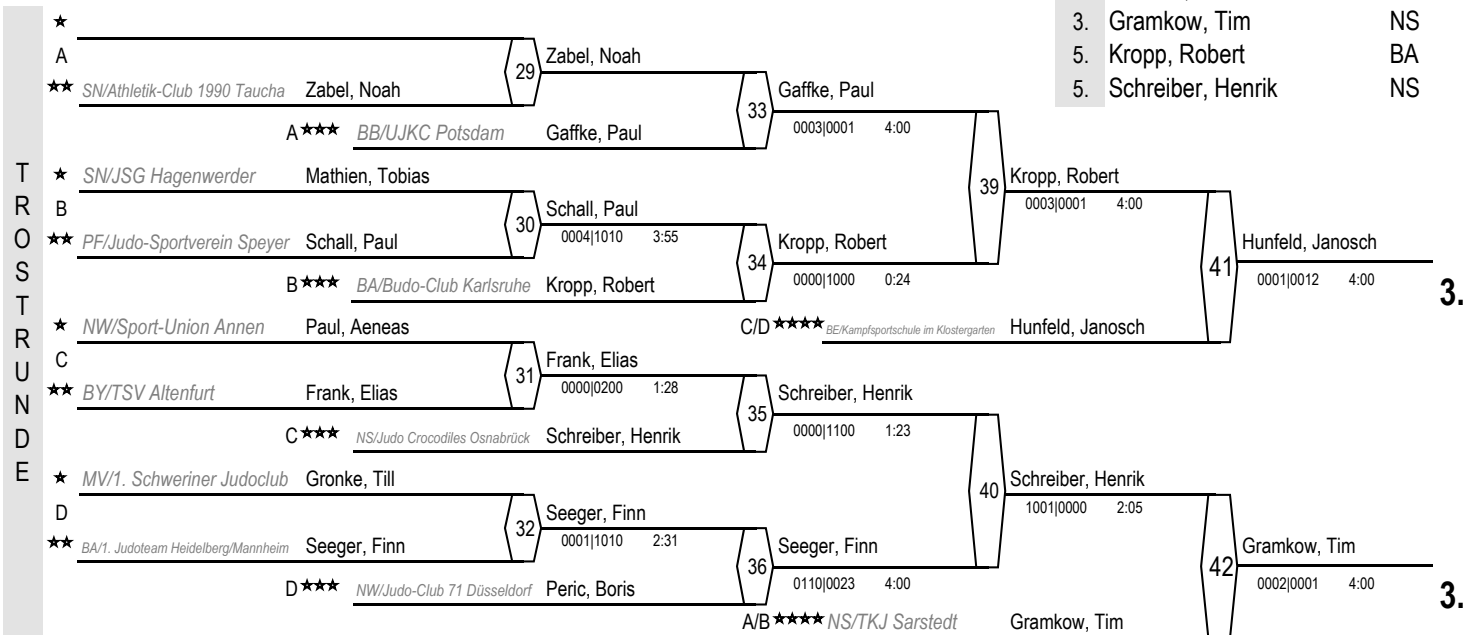 3. Gramkow, Tim NS
5. Kropp, Robert BA
5. Schreiber, Henrik NS
TROSTRUNDE
★
A
29
Zabel, Noah
★★ SN/Athletik-Club 1990 Taucha Zabel, Noah
33
Gaffke, Paul
0003|0001 4:00
A★★★ BB/UJKC Potsdam Gaffke, Paul
★ SN/JSG Hagenwerder Mathien, Tobias
B
30
Schall, Paul
0004|1010 3:55
★★ PF/Judo-Sportverein Speyer Schall, Paul
34
Kropp, Robert
0000|1000 0:24
B★★★ BA/Budo-Club Karlsruhe Kropp, Robert
39
Kropp, Robert
0003|0001 4:00
41
Hunfeld, Janosch
0001|0012 4:00
3.
C/D★★★★ BE/Kampfsportschule im Klostergarten Hunfeld, Janosch
★ NW/Sport-Union Annen Paul, Aeneas
C
31
Frank, Elias
0000|0200 1:28
★★ BY/TSV Altenfurt Frank, Elias
35
Schreiber, Henrik
0000|1100 1:23
C★★★ NS/Judo Crocodiles Osnabrück Schreiber, Henrik
★ MV/1. Schweriner Judoclub Gronke, Till
D
32
Seeger, Finn
0001|1010 2:31
★★ BA/1. Judoteam Heidelberg/Mannheim Seeger, Finn
36
Seeger, Finn
0110|0023 4:00
D★★★ NW/Judo-Club 71 Düsseldorf Peric, Boris
40
Schreiber, Henrik
1001|0000 2:05
42
Gramkow, Tim
0002|0001 4:00
3.
A/B★★★★ NS/TKJ Sarstedt Gramkow, Tim